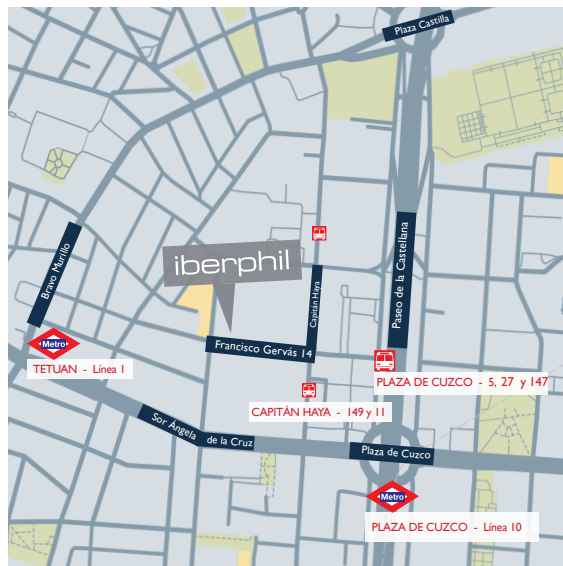 Plaza Castilla
Bravo Murillo
Paseo de la Castellana
iberphil
Capitán Haya
Metro
Francisco Gervás 14
TETUAN - Línea 1
PLAZA DE CUZCO - 5, 27 y 147
CAPITÁN HAYA - 149 y 11
Sor Ángela de la Cruz
Plaza de Cuzco
Metro
PLAZA DE CUZCO - Línea 10